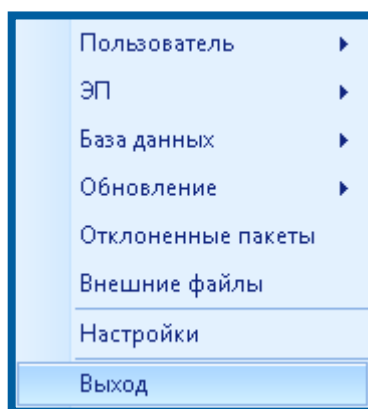 Пользователь
ЭП
База данных
Обновление
Отклоненные пакеты
Внешние файлы
Настройки
Выход